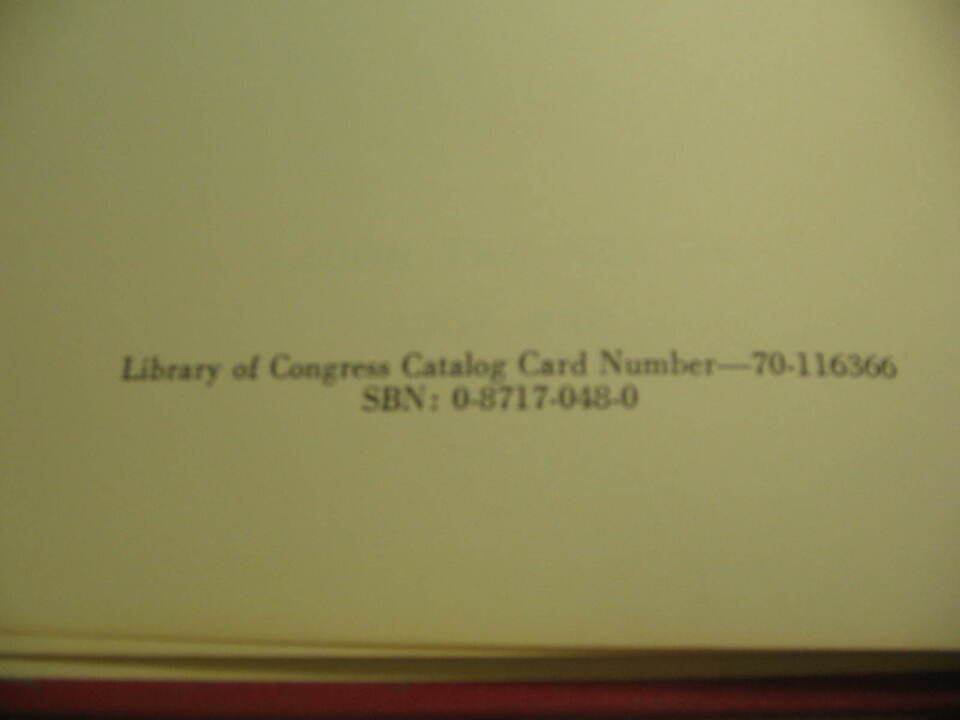 Library of Congress Catalog Card Number—70-116366
SBN: 0-8717-048-0